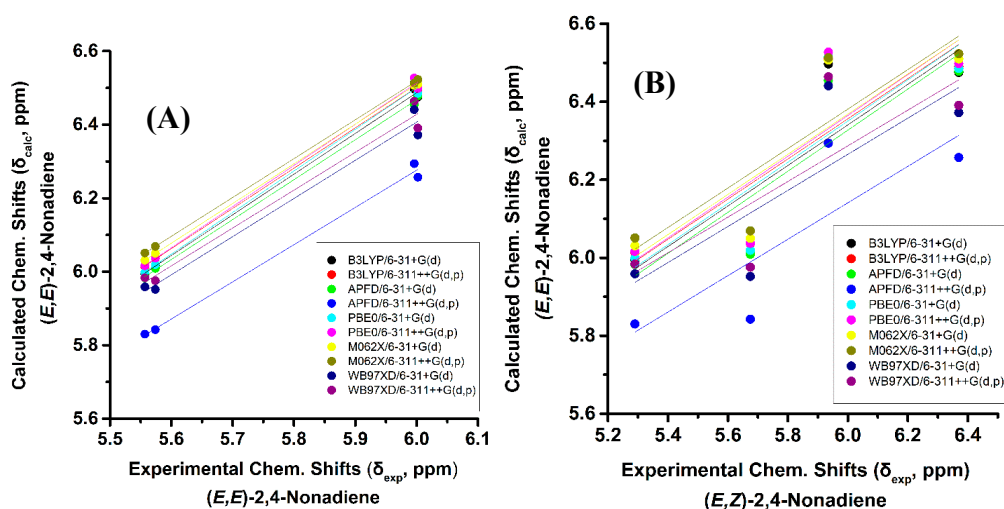 (A)
Calculated Chem. Shifts (δcalc, ppm)
(E,E)-2,4-Nonadiene
6.6
6.4
6.2
6.0
5.8
5.6
5.5
5.6
5.7
5.8
5.9
6.0
6.1
B3LYP/6-31+G(d)
B3LYP/6-311++G(d,p)
APFD/6-31+G(d)
APFD/6-311++G(d,p)
PBE0/6-31+G(d)
PBE0/6-311++G(d,p)
M062X/6-31+G(d)
M062X/6-311++G(d,p)
WB97XD/6-31+G(d)
WB97XD/6-311++G(d,p)
Experimental Chem. Shifts (δexp, ppm)
(E,E)-2,4-Nonadiene
(B)
Calculated Chem. Shifts (δcalc, ppm)
(E,E)-2,4-Nonadiene
6.6
6.4
6.2
6.0
5.8
5.6
5.2
5.4
5.6
5.8
6.0
6.2
6.4
B3LYP/6-31+G(d)
B3LYP/6-311++G(d,p)
APFD/6-31+G(d)
APFD/6-311++G(d,p)
PBE0/6-31+G(d)
PBE0/6-311++G(d,p)
M062X/6-31+G(d)
M062X/6-311++G(d,p)
WB97XD/6-31+G(d)
WB97XD/6-311++G(d,p)
Experimental Chem. Shifts (δexp, ppm)
(E,Z)-2,4-Nonadiene